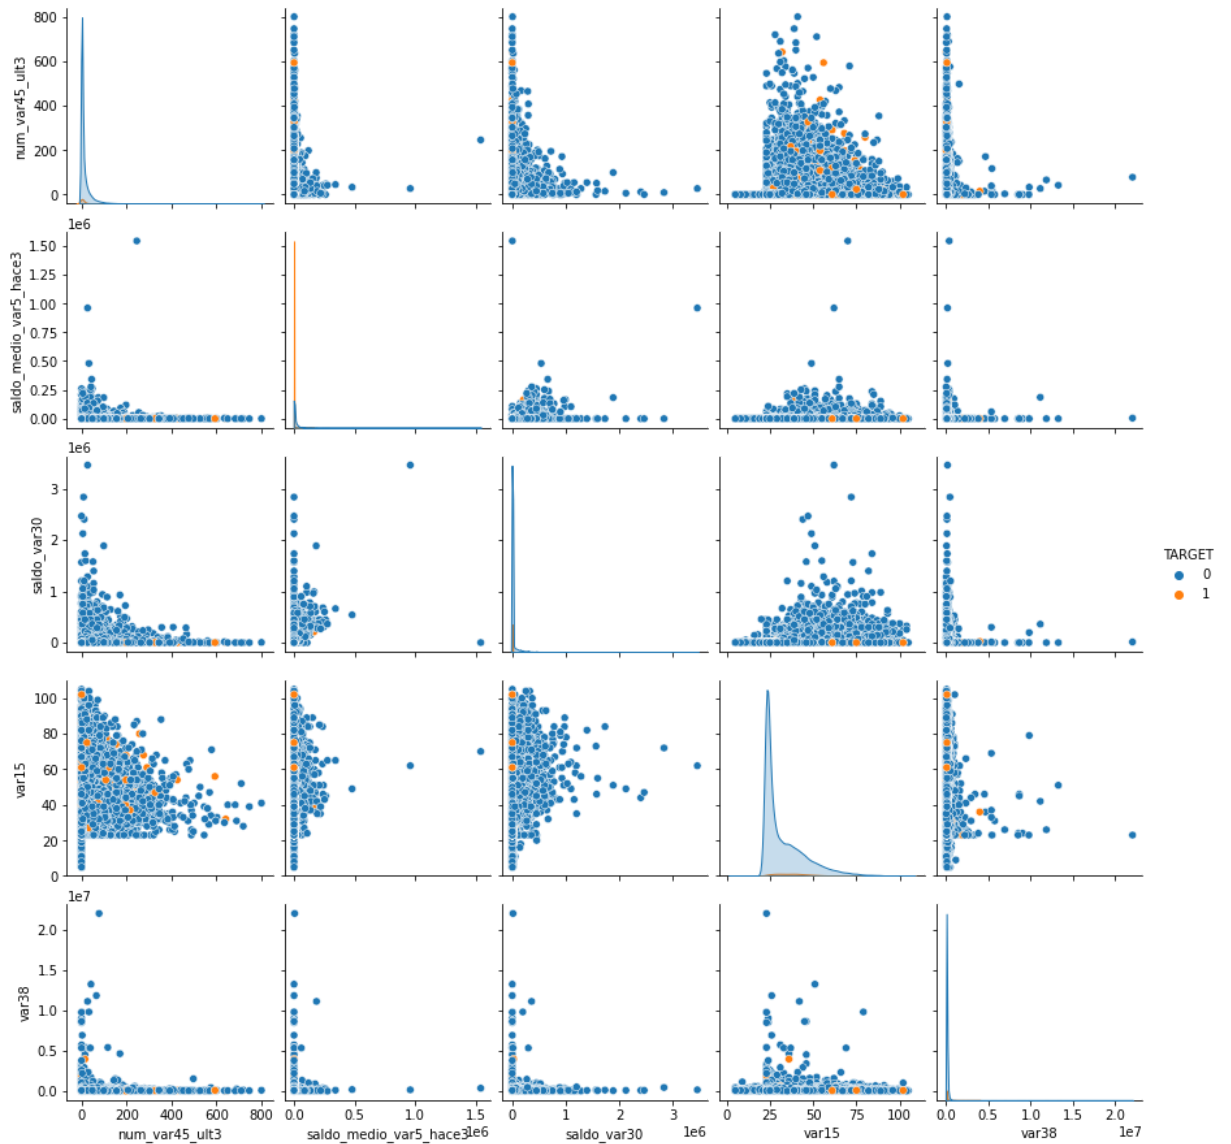 800
600
400
200
0
num_var45_ult3
1e6
1.50
1.25
1.00
0.75
0.50
0.25
0.00
saldo_medio_var5_hace3
1e6
3
2
1
0
saldo_var30
TARGET
0
1
100
80
60
40
20
0
var15
1e7
2.0
1.5
1.0
0.5
0.0
var38
0 200 400 600 800
num_var45_ult3
0.0 0.5 1.0 1.5
saldo_medio_var5_hace3 1e6
0 1 2 3
saldo_var30 1e6
0 25 50 75 100
var15
0.0 0.5 1.0 1.5 2.0
var38 1e7